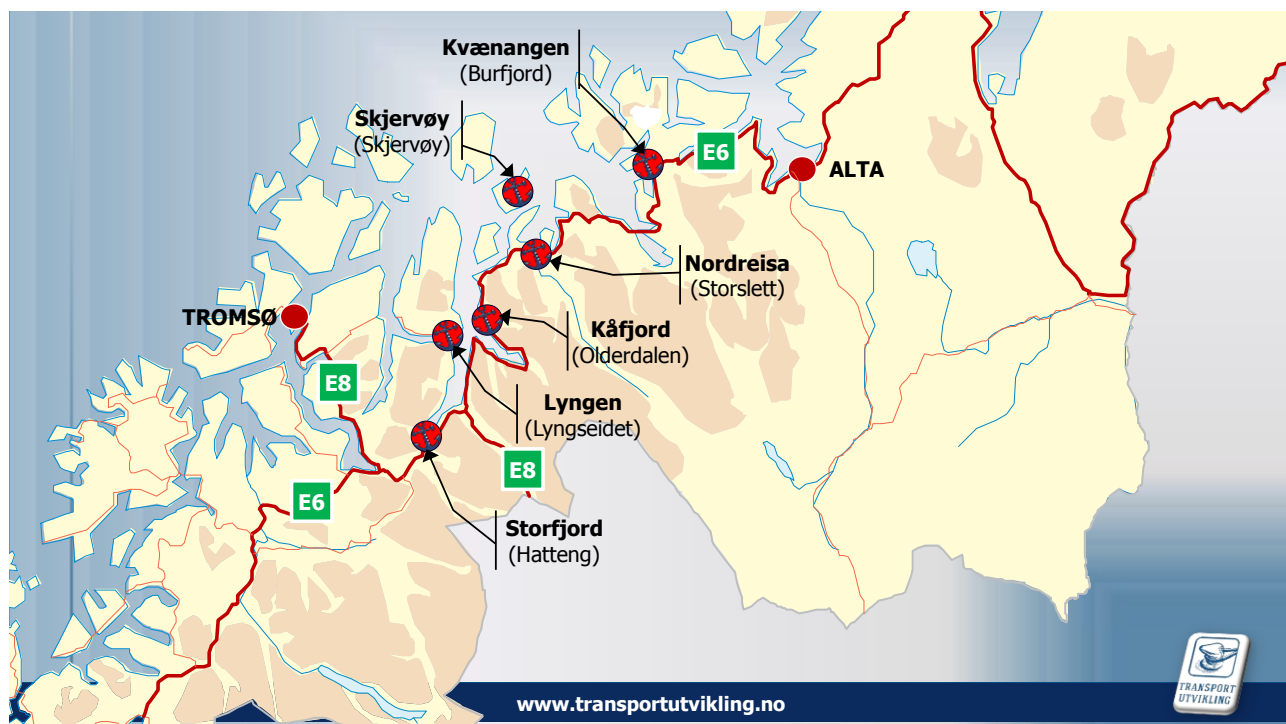 Kvænangen
(Burfjord)
Skjervøy
(Skjervøy)
E6
ALTA
Nordreisa
(Storslett)
TROMSØ
Kåfjord
(Olderdalen)
E8
Lyngen
(Lyngseidet)
E8
E6
Storfjord
(Hatteng)
TRANSPORT
UTVIKLING
www.transportutvikling.no